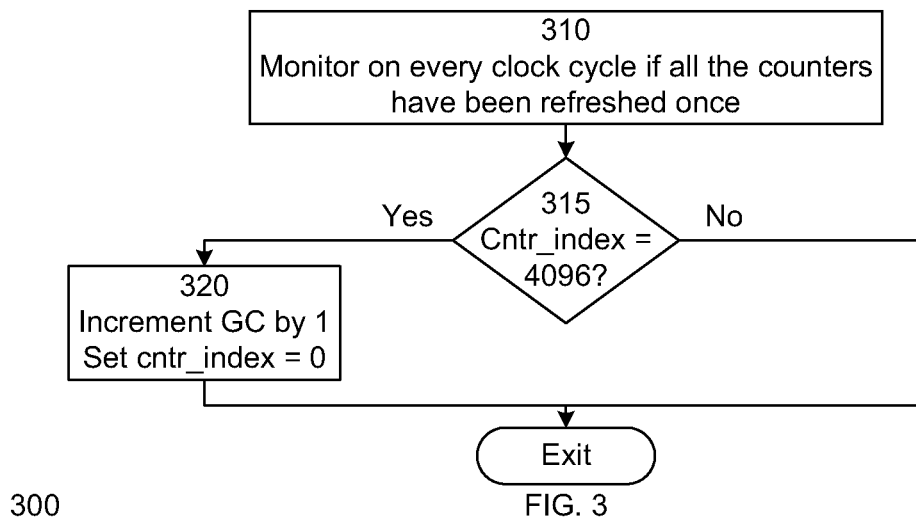 310
Monitor on every clock cycle if all the counters
have been refreshed once
315
Cntr_index =
4096?
Yes
No
320
Increment GC by 1
Set cntr_index = 0
Exit
300
FIG. 3